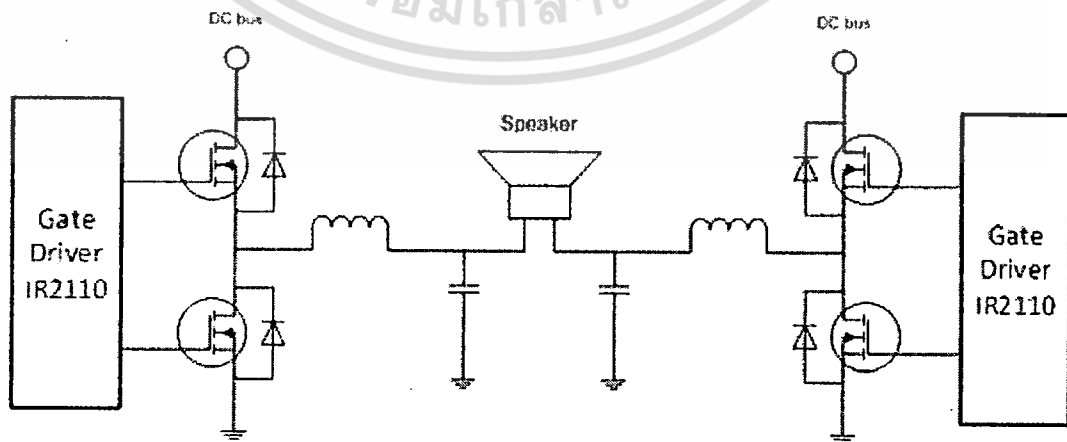 DC bus
DC bus
Speaker
Gate
Driver
IR2110
Gate
Driver
IR2110